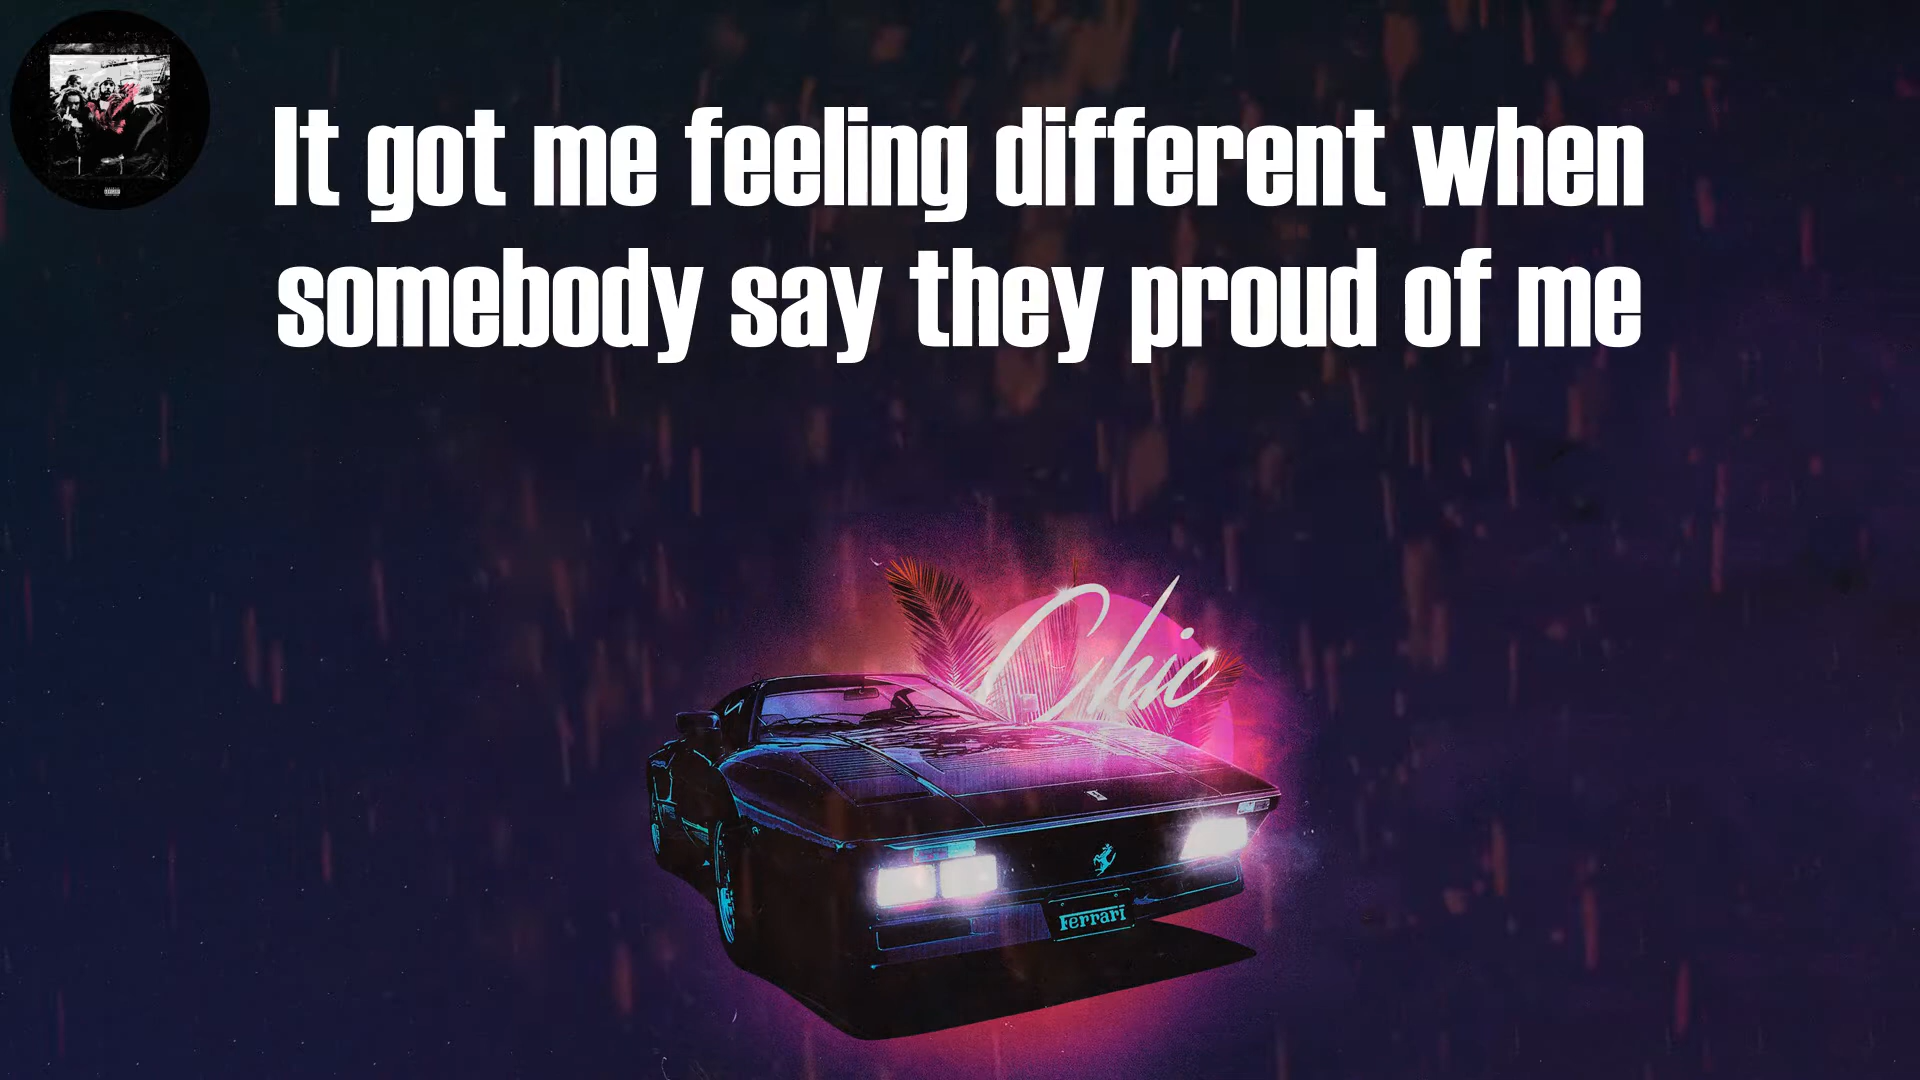 It got me feeling different when
somebody say they proud of me
Chic
Ferrari